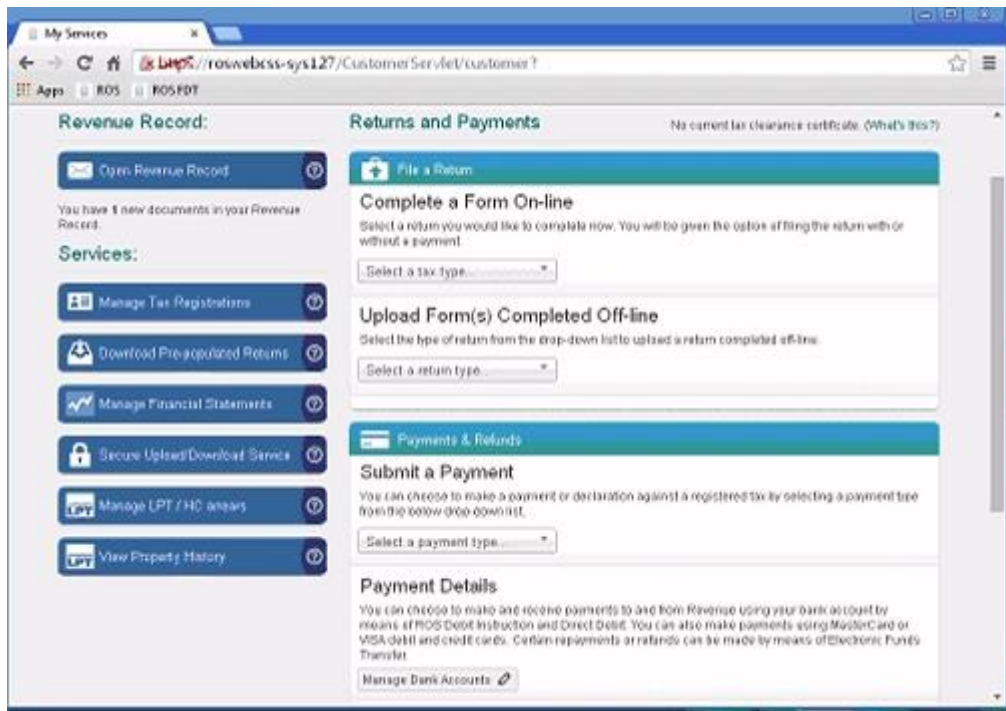 My Services
https://roswebcss-sys127/CustomerServlet/customer?
Apps ROS ROS FDT
Revenue Record:
Open Revenue Record
You have 1 new documents in your Revenue
Record.
Services:
Manage Tax Registrations
Download Pre-populated Returns
Manage Financial Statements
Secure Upload/Download Service
LPT Manage LPT / HC arrears
LPT View Property History
Returns and Payments
No current tax clearance certificate. (What's this?)
File a Return
Complete a Form On-line
Select a return you would like to complete now. You will be given the option of filing the return with or
without a payment
Select a tax type...
Upload Form(s) Completed Off-line
Select the type of return from the drop-down list to upload a return completed off-line.
Select a return type...
Payments & Refunds
Submit a Payment
You can choose to make a payment or declaration against a registered tax by selecting a payment type
from the below drop down list.
Select a payment type...
Payment Details
You can choose to make and receive payments to and from Revenue using your bank account by
means of ROS Debit Instruction and Direct Debit. You can also make payments using MasterCard or
VISA debit and credit cards. Certain repayments or refunds can be made by means of Electronic Funds
Transfer
Manage Bank Accounts